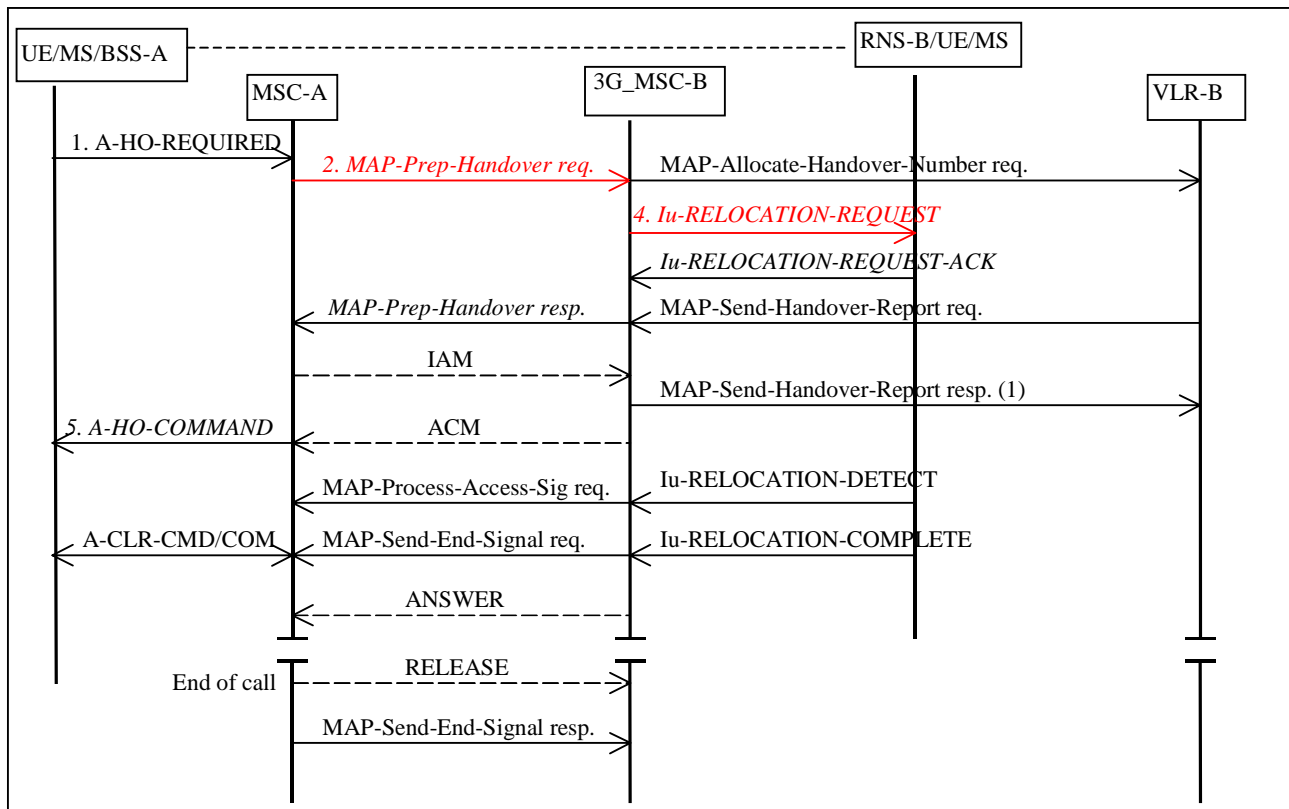 UE/MS/BSS-A
RNS-B/UE/MS
MSC-A
3G_MSC-B
VLR-B
1. A-HO-REQUIRED
2. MAP-Prep-Handover req.
MAP-Allocate-Handover-Number req.
4. Iu-RELOCATION-REQUEST
Iu-RELOCATION-REQUEST-ACK
MAP-Prep-Handover resp.
MAP-Send-Handover-Report req.
IAM
MAP-Send-Handover-Report resp. (1)
5. A-HO-COMMAND
ACM
MAP-Process-Access-Sig req.
Iu-RELOCATION-DETECT
A-CLR-CMD/COM
MAP-Send-End-Signal req.
Iu-RELOCATION-COMPLETE
ANSWER
End of call
RELEASE
MAP-Send-End-Signal resp.